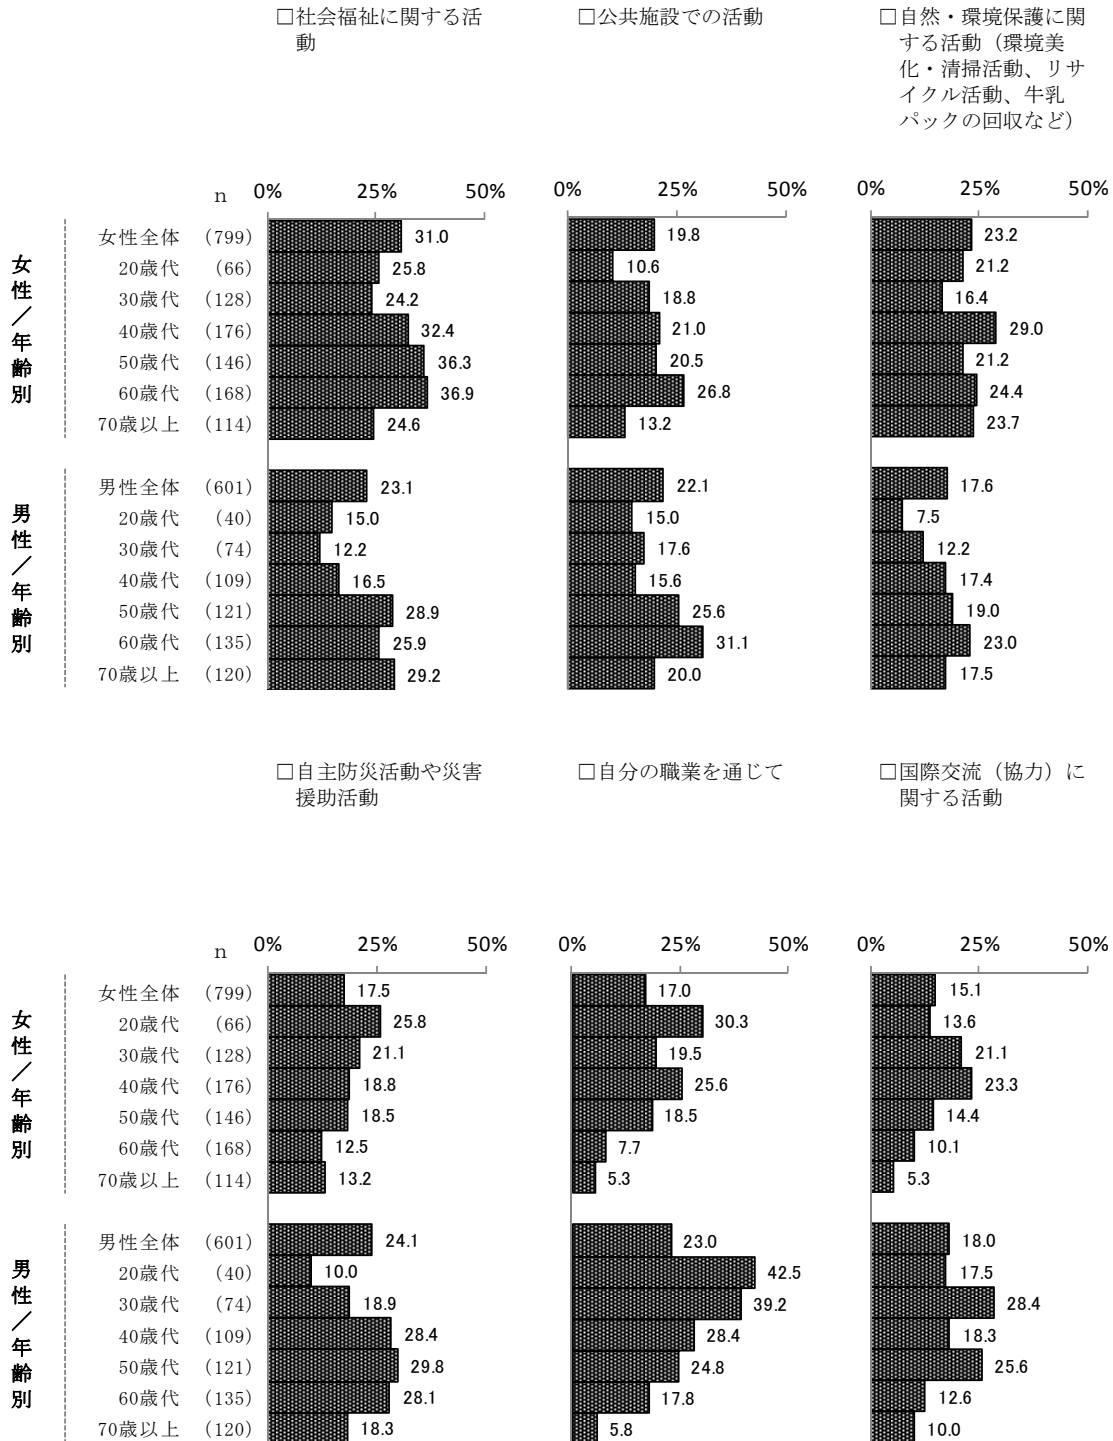 □社会福祉に関する活
動
□公共施設での活動
□自然・環境保護に関
する活動（環境美
化・清掃活動、リサ
イクル活動、牛乳
パックの回収など）
n 0% 25% 50% 0% 25% 50% 0% 25% 50%
女性／年齢別
女性全体 (799) 31.0 19.8 23.2
20歳代 (66) 25.8 10.6 21.2
30歳代 (128) 24.2 18.8 16.4
40歳代 (176) 32.4 21.0 29.0
50歳代 (146) 36.3 20.5 21.2
60歳代 (168) 36.9 26.8 24.4
70歳以上 (114) 24.6 13.2 23.7
男性／年齢別
男性全体 (601) 23.1 22.1 17.6
20歳代 (40) 15.0 15.0 7.5
30歳代 (74) 12.2 17.6 12.2
40歳代 (109) 16.5 15.6 17.4
50歳代 (121) 28.9 25.6 19.0
60歳代 (135) 25.9 31.1 23.0
70歳以上 (120) 29.2 20.0 17.5
□自主防災活動や災害
援助活動
□自分の職業を通じて
□国際交流（協力）に
関する活動
n 0% 25% 50% 0% 25% 50% 0% 25% 50%
女性／年齢別
女性全体 (799) 17.5 17.0 15.1
20歳代 (66) 25.8 30.3 13.6
30歳代 (128) 21.1 19.5 21.1
40歳代 (176) 18.8 25.6 23.3
50歳代 (146) 18.5 18.5 14.4
60歳代 (168) 12.5 7.7 10.1
70歳以上 (114) 13.2 5.3 5.3
男性／年齢別
男性全体 (601) 24.1 23.0 18.0
20歳代 (40) 10.0 42.5 17.5
30歳代 (74) 18.9 39.2 28.4
40歳代 (109) 28.4 28.4 18.3
50歳代 (121) 29.8 24.8 25.6
60歳代 (135) 28.1 17.8 12.6
70歳以上 (120) 18.3 5.8 10.0